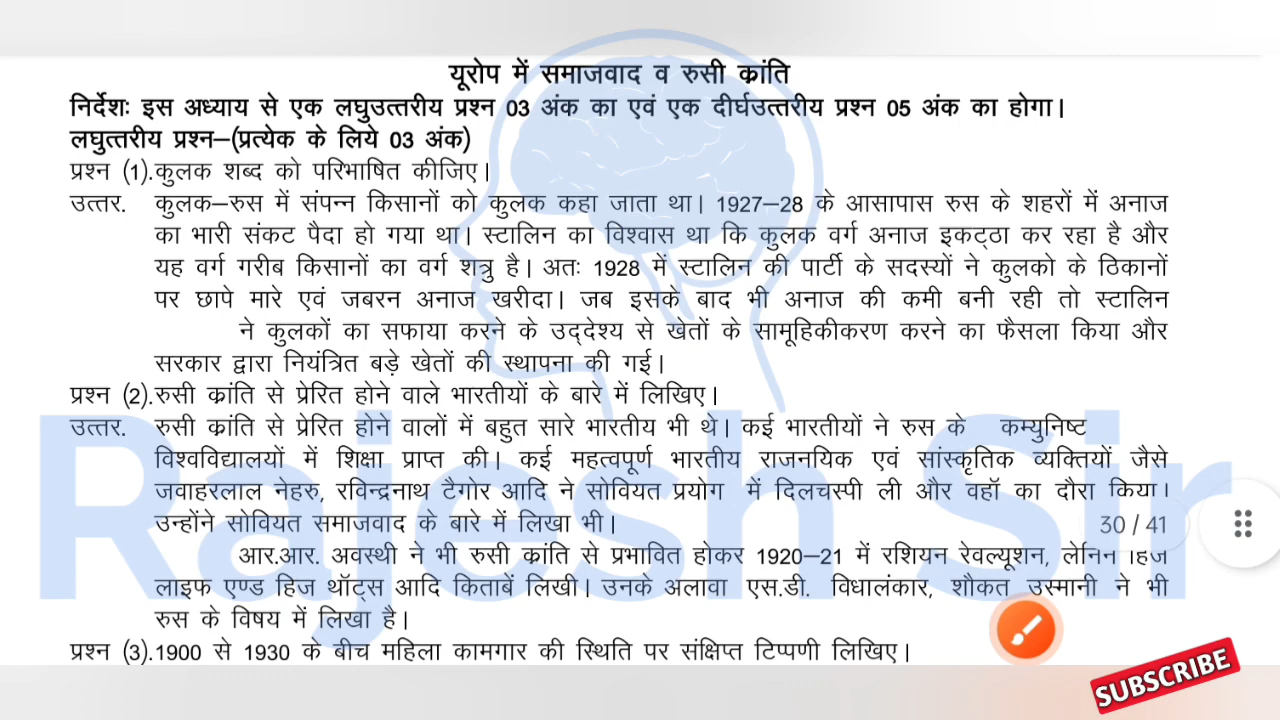 यूरोप में समाजवाद व रुसी क्रांति
निर्देशः इस अध्याय से एक लघुउत्तरीय प्रश्न 03 अंक का एवं एक दीर्घउत्तरीय प्रश्न 05 अंक का होगा।
लघुत्तरीय प्रश्न–(प्रत्येक के लिये 03 अंक)
प्रश्न (1).कुलक शब्द को परिभाषित कीजिए।
उत्तर. कुलक–रुस में संपन्न किसानों को कुलक कहा जाता था। 1927–28 के आसापास रुस के शहरों में अनाज
का भारी संकट पैदा हो गया था। स्टालिन का विश्वास था कि कुलक वर्ग अनाज इकट्ठा कर रहा है और
यह वर्ग गरीब किसानों का वर्ग शत्रु है। अतः 1928 में स्टालिन की पार्टी के सदस्यों ने कुलको के ठिकानों
पर छापे मारे एवं जबरन अनाज खरीदा। जब इसके बाद भी अनाज की कमी बनी रही तो स्टालिन
ने कुलकों का सफाया करने के उद्देश्य से खेतों के सामूहिकीकरण करने का फैसला किया और
सरकार द्वारा नियंत्रित बड़े खेतों की स्थापना की गई।
प्रश्न (2).रुसी क्रांति से प्रेरित होने वाले भारतीयों के बारे में लिखिए।
उत्तर. रुसी क्रांति से प्रेरित होने वालों में बहुत सारे भारतीय भी थे। कई भारतीयों ने रुस के कम्युनिष्ट
विश्वविद्यालयों में शिक्षा प्राप्त की। कई महत्वपूर्ण भारतीय राजनयिक एवं सांस्कृतिक व्यक्तियों जैसे
जवाहरलाल नेहरु, रविन्द्रनाथ टैगोर आदि ने सोवियत प्रयोग में दिलचस्पी ली और वहॉ का दौरा किया।
उन्होंने सोवियत समाजवाद के बारे में लिखा भी।
30 / 41
आर.आर. अवस्थी ने भी रुसी क्रांति से प्रभावित होकर 1920–21 में रशियन रेवल्यूशन, लेनिन हिज
लाइफ एण्ड हिज थॉट्स आदि किताबें लिखी। उनके अलावा एस.डी. विधालंकार, शौकत उस्मानी ने भी
रुस के विषय में लिखा है।
प्रश्न (3).1900 से 1930 के बीच महिला कामगार की स्थिति पर संक्षिप्त टिप्पणी लिखिए।
Rajesh Sir
SUBSCRIBE